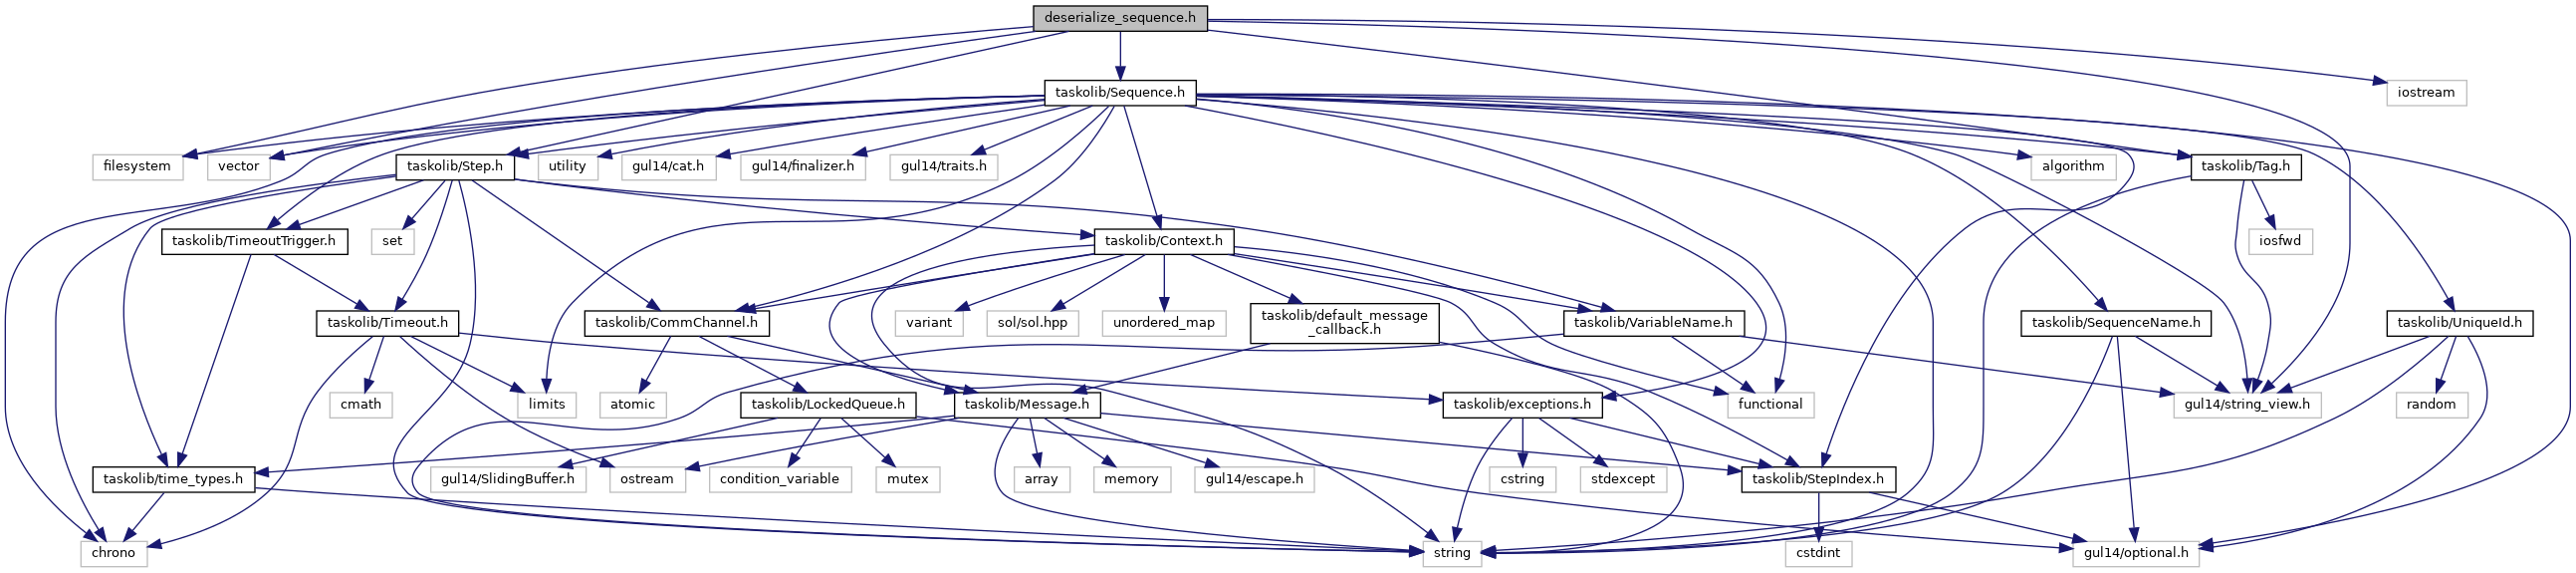 deserialize_sequence.h
taskolib/Sequence.h
iostream
filesystem
vector
taskolib/Step.h
utility
gul14/cat.h
gul14/finalizer.h
gul14/traits.h
algorithm
taskolib/Tag.h
taskolib/TimeoutTrigger.h
set
taskolib/Context.h
iosfwd
taskolib/Timeout.h
taskolib/CommChannel.h
variant
sol/sol.hpp
unordered_map
taskolib/default_message
_callback.h
taskolib/VariableName.h
taskolib/SequenceName.h
taskolib/UniqueId.h
cmath
limits
atomic
taskolib/LockedQueue.h
taskolib/Message.h
taskolib/exceptions.h
functional
gul14/string_view.h
random
taskolib/time_types.h
gul14/SlidingBuffer.h
ostream
condition_variable
mutex
array
memory
gul14/escape.h
cstring
stdexcept
taskolib/StepIndex.h
chrono
string
cstdint
gul14/optional.h